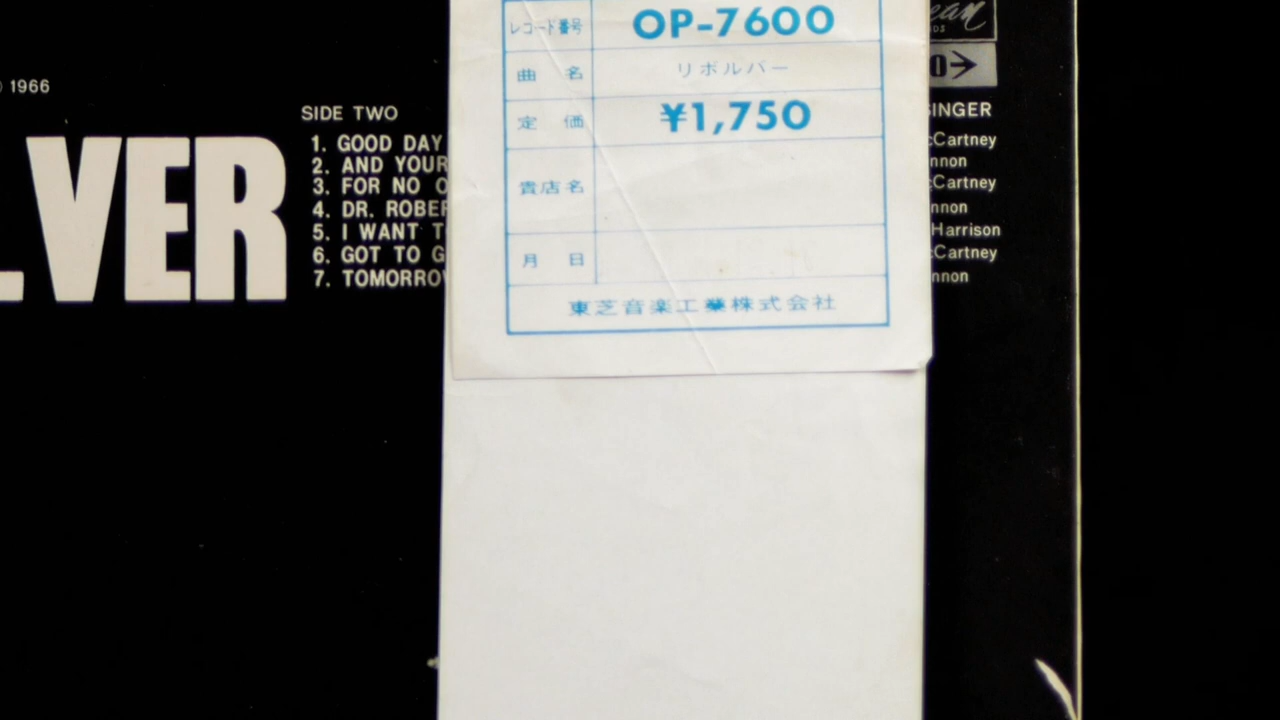 レコード番号 OP-7600
曲名 リボルバー
定価 ¥1,750
貴店名
月日
東芝音楽工業株式会社
1966
VER
SIDE TWO
1. GOOD DAY
2. AND YOUR
3. FOR NO
4. DR. ROBER
5. I WANT T
6. GOT TO G
7. TOMORROW
SINGER
cCartney
nnon
cCartney
nnon
Harrison
cCartney
nnon